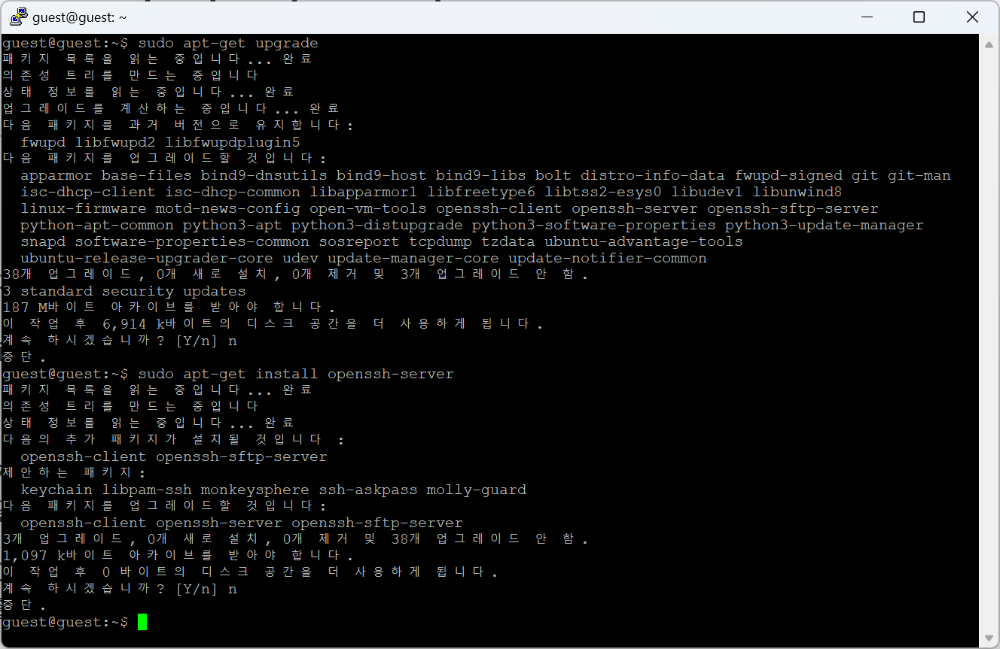 guest@guest: ~
guest@guest:~$ sudo apt-get upgrade
패키지 목록을 읽는 중입니다... 완료
의존성 트리를 만드는 중입니다
상태 정보를 읽는 중입니다... 완료
업그레이드를 계산하는 중입니다... 완료
다음 패키지를 과거 버전으로 유지합니다:
  fwupd libfwupd2 libfwupdplugin5
다음 패키지를 업그레이드할 것입니다:
  apparmor base-files bind9-dnsutils bind9-host bind9-libs bolt distro-info-data fwupd-signed git git-man
  isc-dhcp-client isc-dhcp-common libapparmor1 libfreetype6 libtss2-esys0 libudev1 libunwind8
  linux-firmware motd-news-config open-vm-tools openssh-client openssh-server openssh-sftp-server
  python-apt-common python3-apt python3-distupgrade python3-software-properties python3-update-manager
  snapd software-properties-common sosreport tcpdump tzdata ubuntu-advantage-tools
  ubuntu-release-upgrader-core udev update-manager-core update-notifier-common
38개 업그레이드, 0개 새로 설치, 0개 제거 및 3개 업그레이드 안 함.
3 standard security updates
187 M바이트 아카이브를 받아야 합니다.
이 작업 후 6,914 k바이트의 디스크 공간을 더 사용하게 됩니다.
계속 하시겠습니까? [Y/n] n
중단.
guest@guest:~$ sudo apt-get install openssh-server
패키지 목록을 읽는 중입니다... 완료
의존성 트리를 만드는 중입니다
상태 정보를 읽는 중입니다... 완료
다음의 추가 패키지가 설치될 것입니다 :
  openssh-client openssh-sftp-server
제안하는 패키지:
  keychain libpam-ssh monkeysphere ssh-askpass molly-guard
다음 패키지를 업그레이드할 것입니다:
  openssh-client openssh-server openssh-sftp-server
3개 업그레이드, 0개 새로 설치, 0개 제거 및 38개 업그레이드 안 함.
1,097 k바이트 아카이브를 받아야 합니다.
이 작업 후 0 바이트의 디스크 공간을 더 사용하게 됩니다.
계속 하시겠습니까? [Y/n] n
중단.
guest@guest:~$